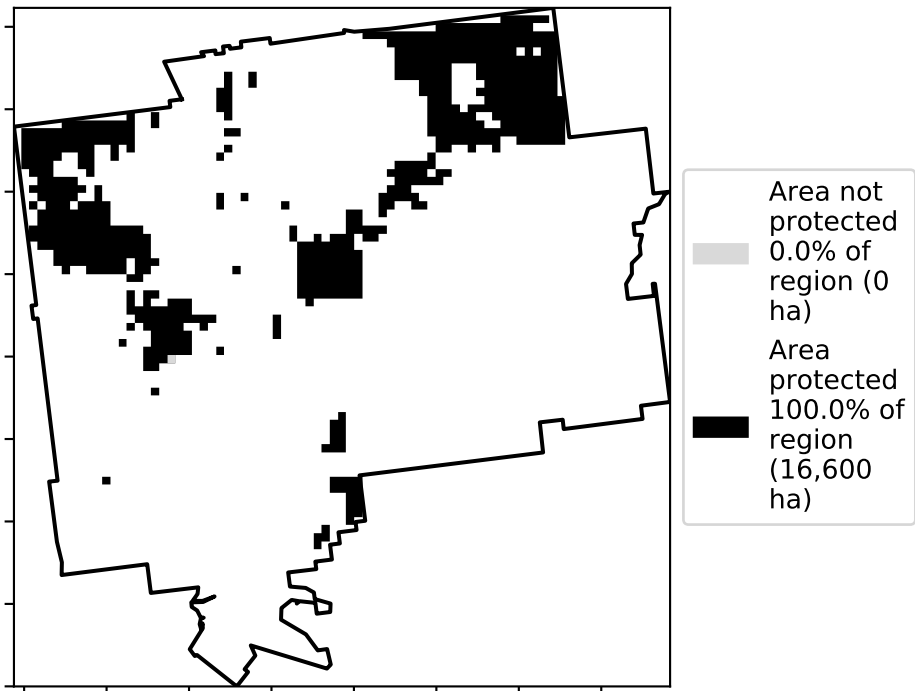 Area not
protected
0.0% of
region (0
ha)
Area
protected
100.0% of
region
(16,600
ha)